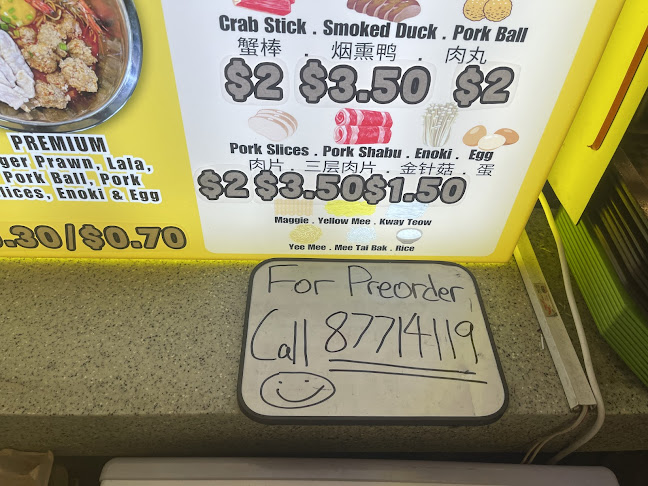 Crab Stick . Smoked Duck . Pork Ball
蟹棒 . 烟熏鸭 . 肉丸
$2 $3.50 $2
Pork Slices . Pork Shabu . Enoki . Egg
肉片 . 三层肉片 . 金针菇 . 蛋
$2 $3.50 $1.50
Maggie . Yellow Mee . Kway Teow
Yee Mee . Mee Tai Bak . Rice
PREMIUM
ger Prawn, Lala,
Pork Ball, Pork
lices, Enoki & Egg
.30 | $0.70
For Preorder
Call 87714119